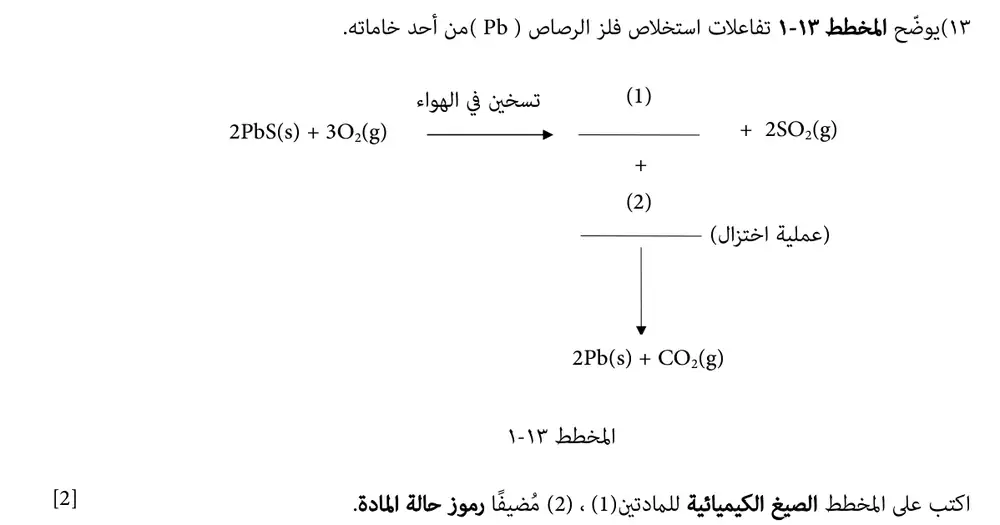 ١٣)يوضّح المخطط ١٣-١ تفاعلات استخلاص فلز الرصاص ( Pb )من أحد خاماته.
تسخين في الهواء
(1)
2PbS(s) + 3O₂(g)
+ 2SO₂(g)
+
(2)
(عملية اختزال)
2Pb(s) + CO₂(g)
المخطط ١٣-١
اكتب على المخطط الصيغ الكيميائية للمادتين(1) ، (2) مُضيفًا رموز حالة المادة. [2]